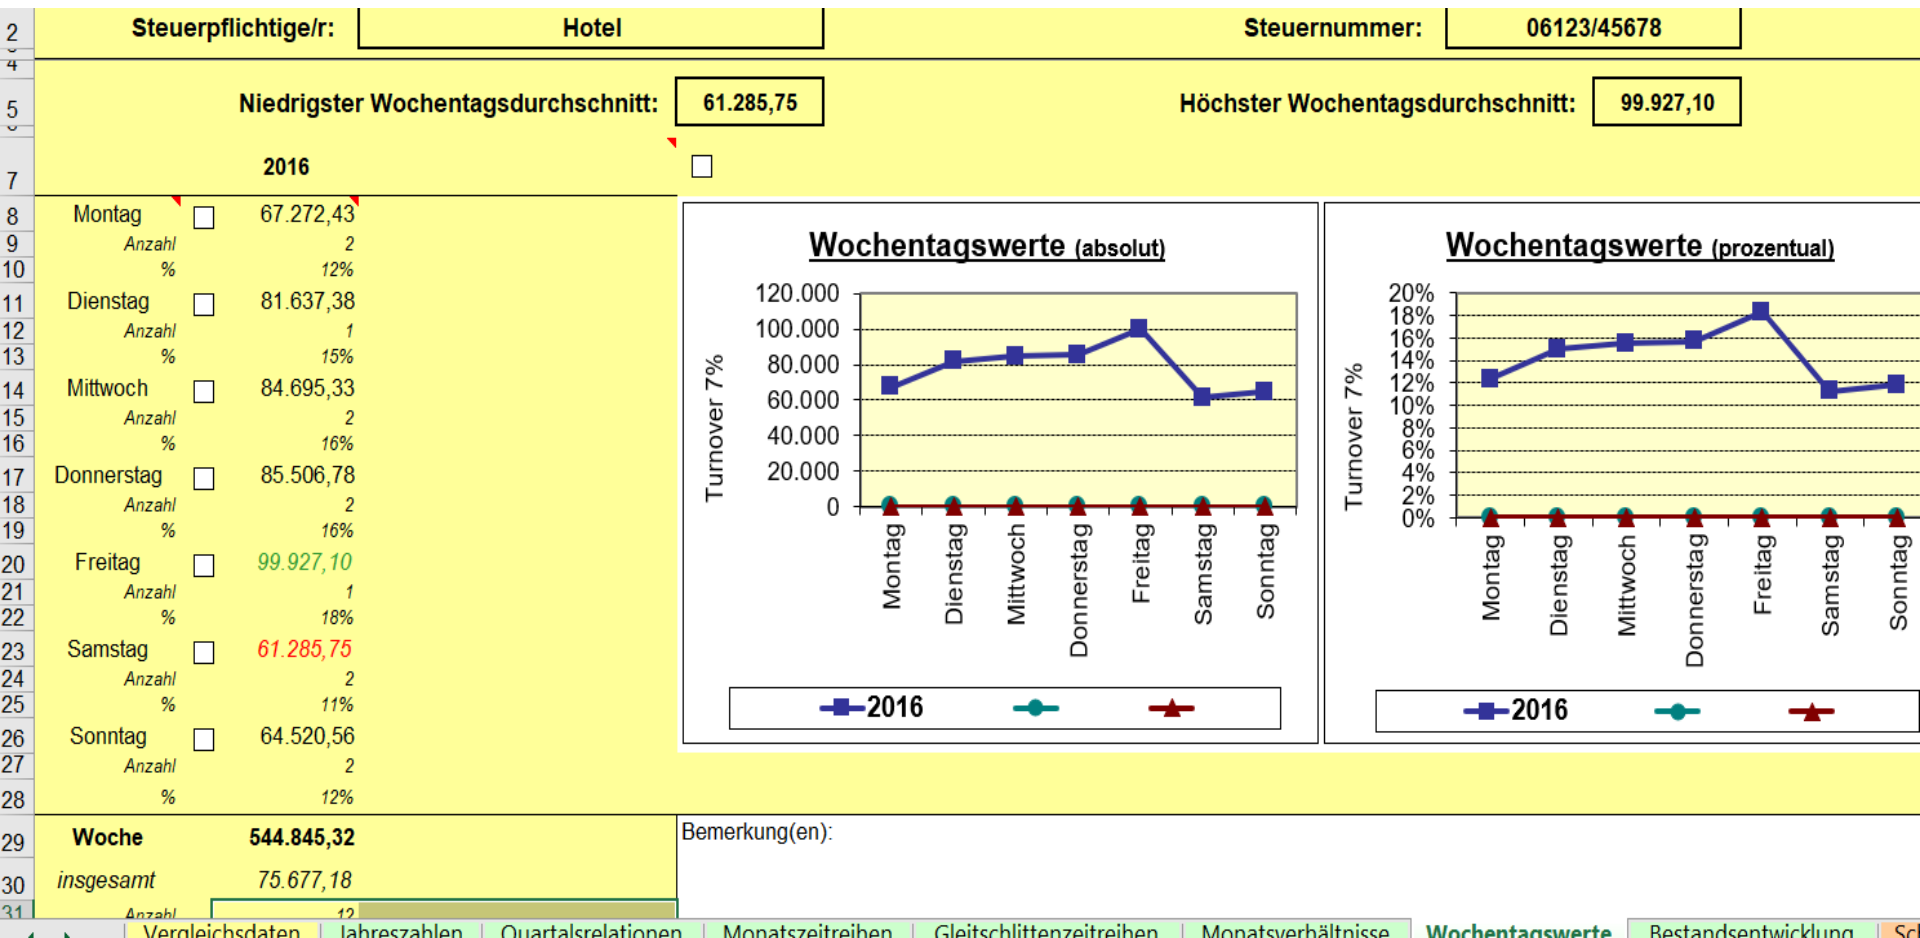 2 Steuerpflichtige/r: Hotel Steuernummer: 06123/45678
4
5 Niedrigster Wochentagsdurchschnitt: 61.285,75 Höchster Wochentagsdurchschnitt: 99.927,10
7 2016
8 Montag 67.272,43
9 Anzahl 2
10 % 12%
11 Dienstag 81.637,38
12 Anzahl 1
13 % 15%
14 Mittwoch 84.695,33
15 Anzahl 2
16 % 16%
17 Donnerstag 85.506,78
18 Anzahl 2
19 % 16%
20 Freitag 99.927,10
21 Anzahl 1
22 % 18%
23 Samstag 61.285,75
24 Anzahl 2
25 % 11%
26 Sonntag 64.520,56
27 Anzahl 2
28 % 12%
29 Woche 544.845,32
30 insgesamt 75.677,18
31 Anzahl 12
Wochentagswerte (absolut)
Turnover 7%
120.000
100.000
80.000
60.000
40.000
20.000
0
Montag
Dienstag
Mittwoch
Donnerstag
Freitag
Samstag
Sonntag
2016
Wochentagswerte (prozentual)
Turnover 7%
20%
18%
16%
14%
12%
10%
8%
6%
4%
2%
0%
Montag
Dienstag
Mittwoch
Donnerstag
Freitag
Samstag
Sonntag
2016
Bemerkung(en):
Vergleichsdaten Jahreszahlen Quartalsrelationen Monatszeitreihen Gleitschlittenzeitreihen Monatsverhältnisse Wochentagswerte Bestandsentwicklung